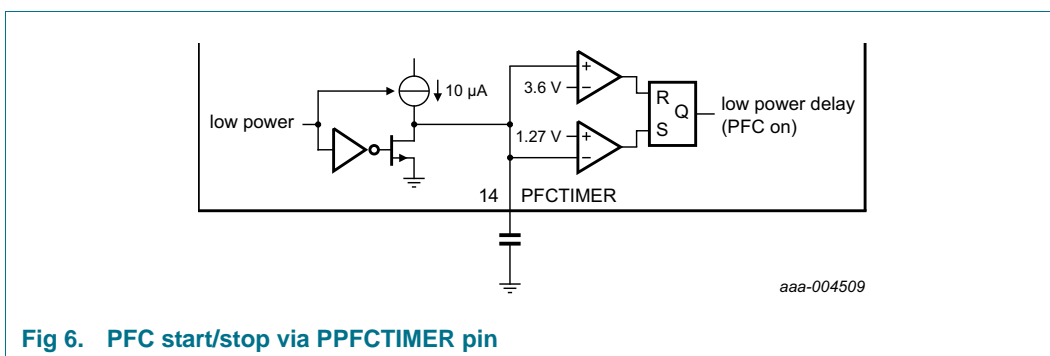 10 µA
low power
+
3.6 V
−
1.27 V
+
−
R
Q
S
low power delay
(PFC on)
14 PFCTIMER
aaa-004509
Fig 6. PFC start/stop via PPFCTIMER pin